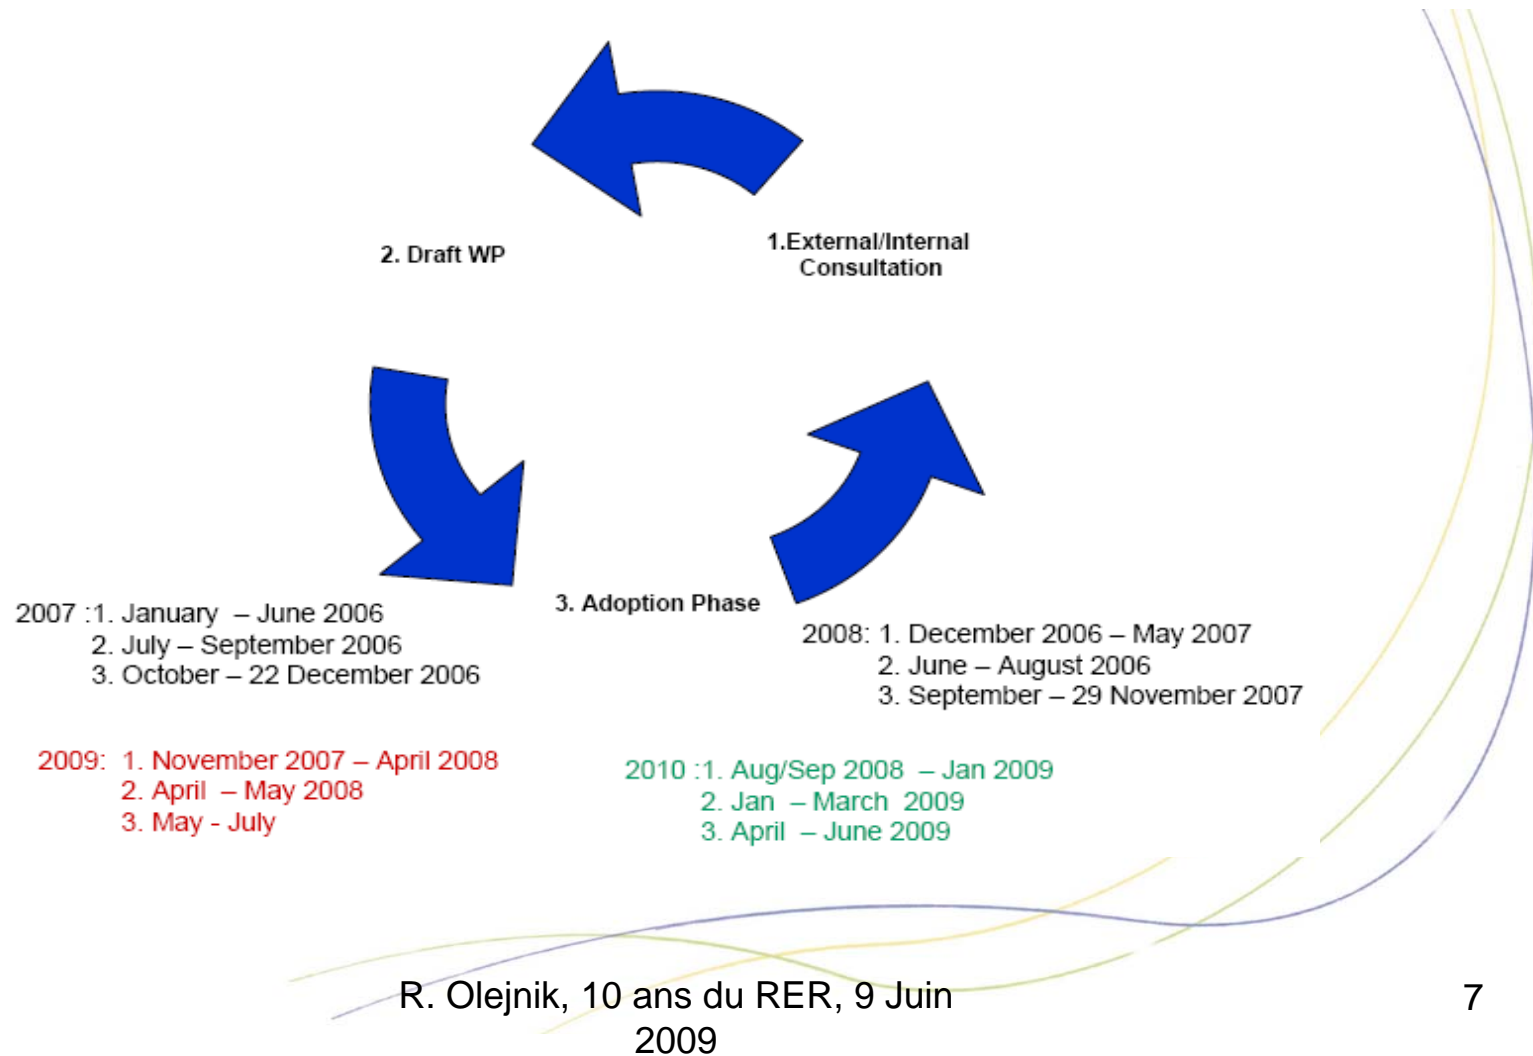 2. Draft WP
1.External/Internal
Consultation
3. Adoption Phase
2007 :1. January – June 2006
2. July – September 2006
3. October – 22 December 2006
2008: 1. December 2006 – May 2007
2. June – August 2006
3. September – 29 November 2007
2009: 1. November 2007 – April 2008
2. April – May 2008
3. May - July
2010 :1. Aug/Sep 2008 – Jan 2009
2. Jan – March 2009
3. April – June 2009
R. Olejnik, 10 ans du RER, 9 Juin
2009
7